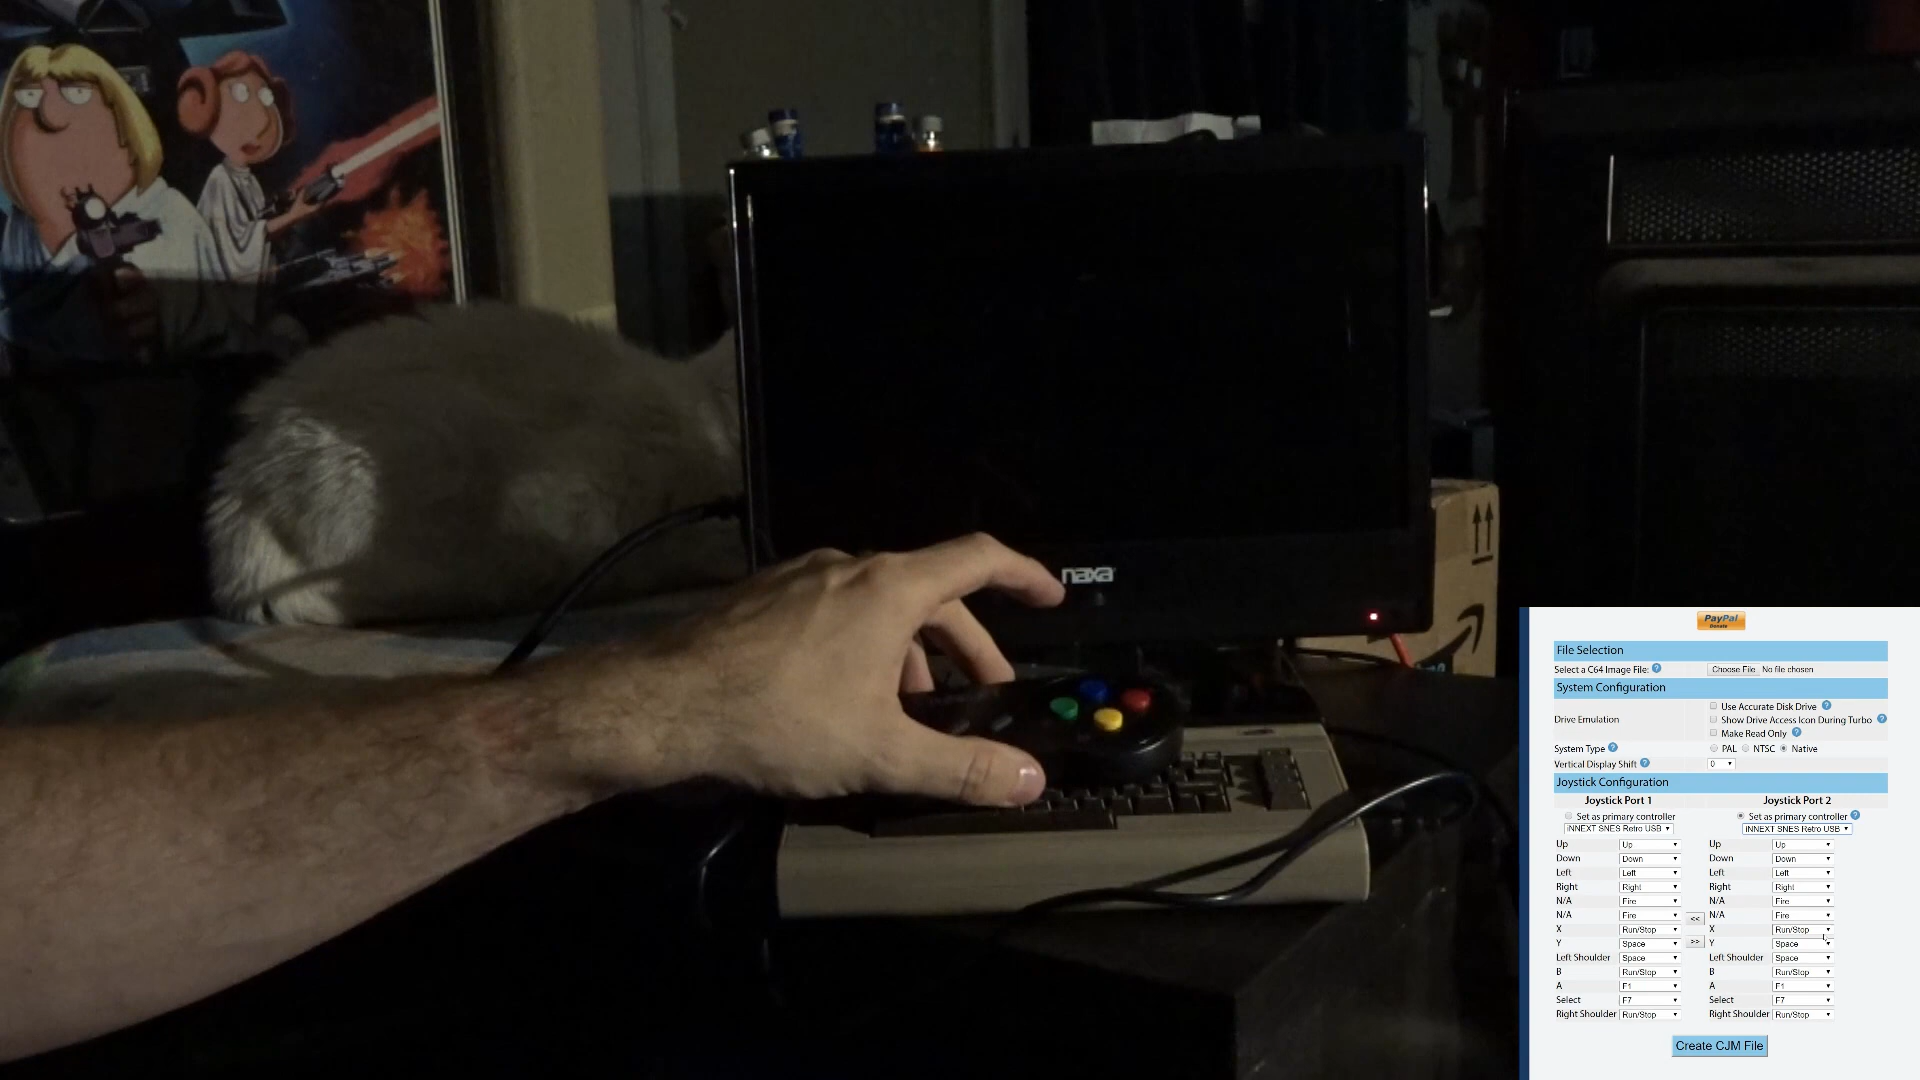 naxa
PayPal
Donate
File Selection
Select a C64 Image File: ? Choose File No file chosen
System Configuration
Drive Emulation
Use Accurate Disk Drive ?
Show Drive Access Icon During Turbo ?
Make Read Only ?
System Type ? PAL NTSC Native
Vertical Display Shift ? 0
Joystick Configuration
Joystick Port 1 Joystick Port 2
Set as primary controller Set as primary controller ?
iNNEXT SNES Retro USB iNNEXT SNES Retro USB
Up Up Up Up
Down Down Down Down
Left Left Left Left
Right Right Right Right
N/A Fire N/A Fire
N/A Fire << N/A Fire
X Run/Stop X Run/Stop
Y Space >> Y Space
Left Shoulder Space Left Shoulder Space
B Run/Stop B Run/Stop
A F1 A F1
Select F7 Select F7
Right Shoulder Run/Stop Right Shoulder Run/Stop
Create CJM File